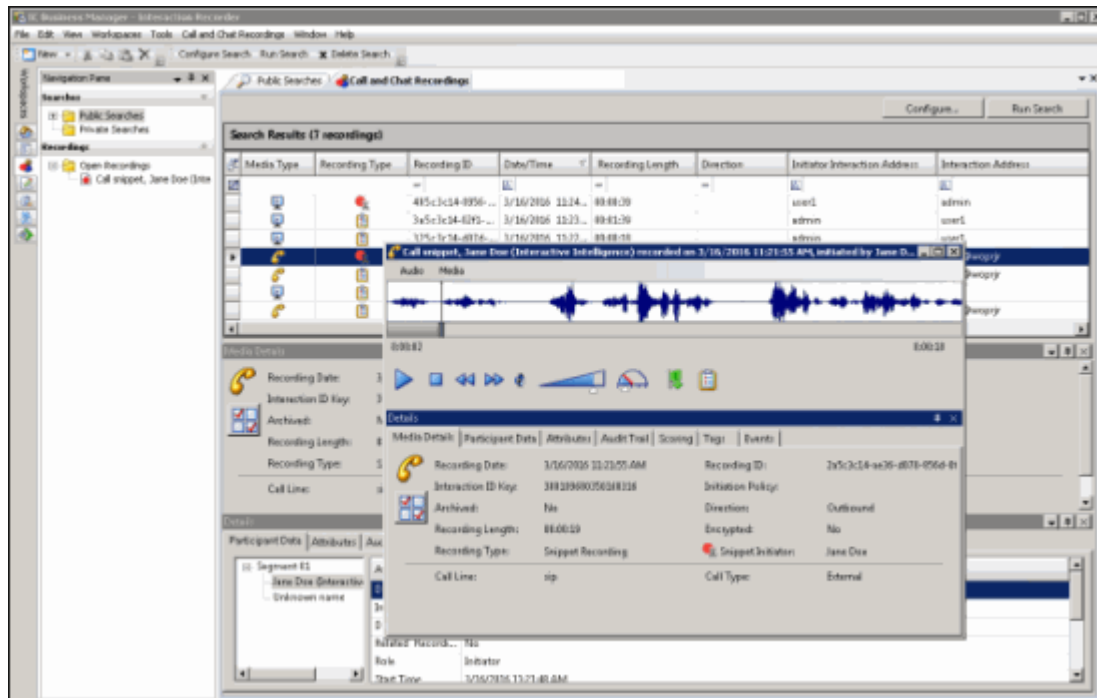 IC Business Manager - Interaction Recorder
File Edit View Workspaces Tools Call and Chat Recordings Window Help
New Configure Search Run Search Delete Search
Workspaces
Navigation Pane
Public Searches Call and Chat Recordings
Searches
Public Searches
Private Searches
Recordings
Open Recordings
Call snippet, Jane Doe (Inte
Configure... Run Search
Search Results (7 recordings)
Media Type Recording Type Recording ID Date/Time Recording Length Direction Initiator Interaction Address Interaction Address
3/16/2016 11:24... 00:00:39 user1 admin
3/16/2016 11:23... 00:01:39 admin user1
3/16/2016 11:22... admin user1
Call snippet, Jane Doe (Interactive Intelligence) recorded on 3/16/2016 11:21:55 AM, initiated by Jane D...
Audio Media
0:00:02
Media Details
Recording Date:
Interaction ID Key:
Archived:
Recording Length:
Recording Type:
Call Line:
Details
Media Details Participant Data Attributes Audit Trail Scoring Tags Events
Recording Date: 3/16/2016 11:21:55 AM Recording ID:
Interaction ID Key: Initiation Policy:
Archived: No Direction: Outbound
Recording Length: 00:00:19 Encrypted: No
Recording Type: Snippet Recording Snippet Initiator: Jane Doe
Call Line: sip Call Type: External
Details
Participant Data Attributes
Segment 01
Jane Doe (Interactiv
Unknown name
Related Recordi... No
Role Initiator
Start Time 3/16/2016 11:21:48 AM